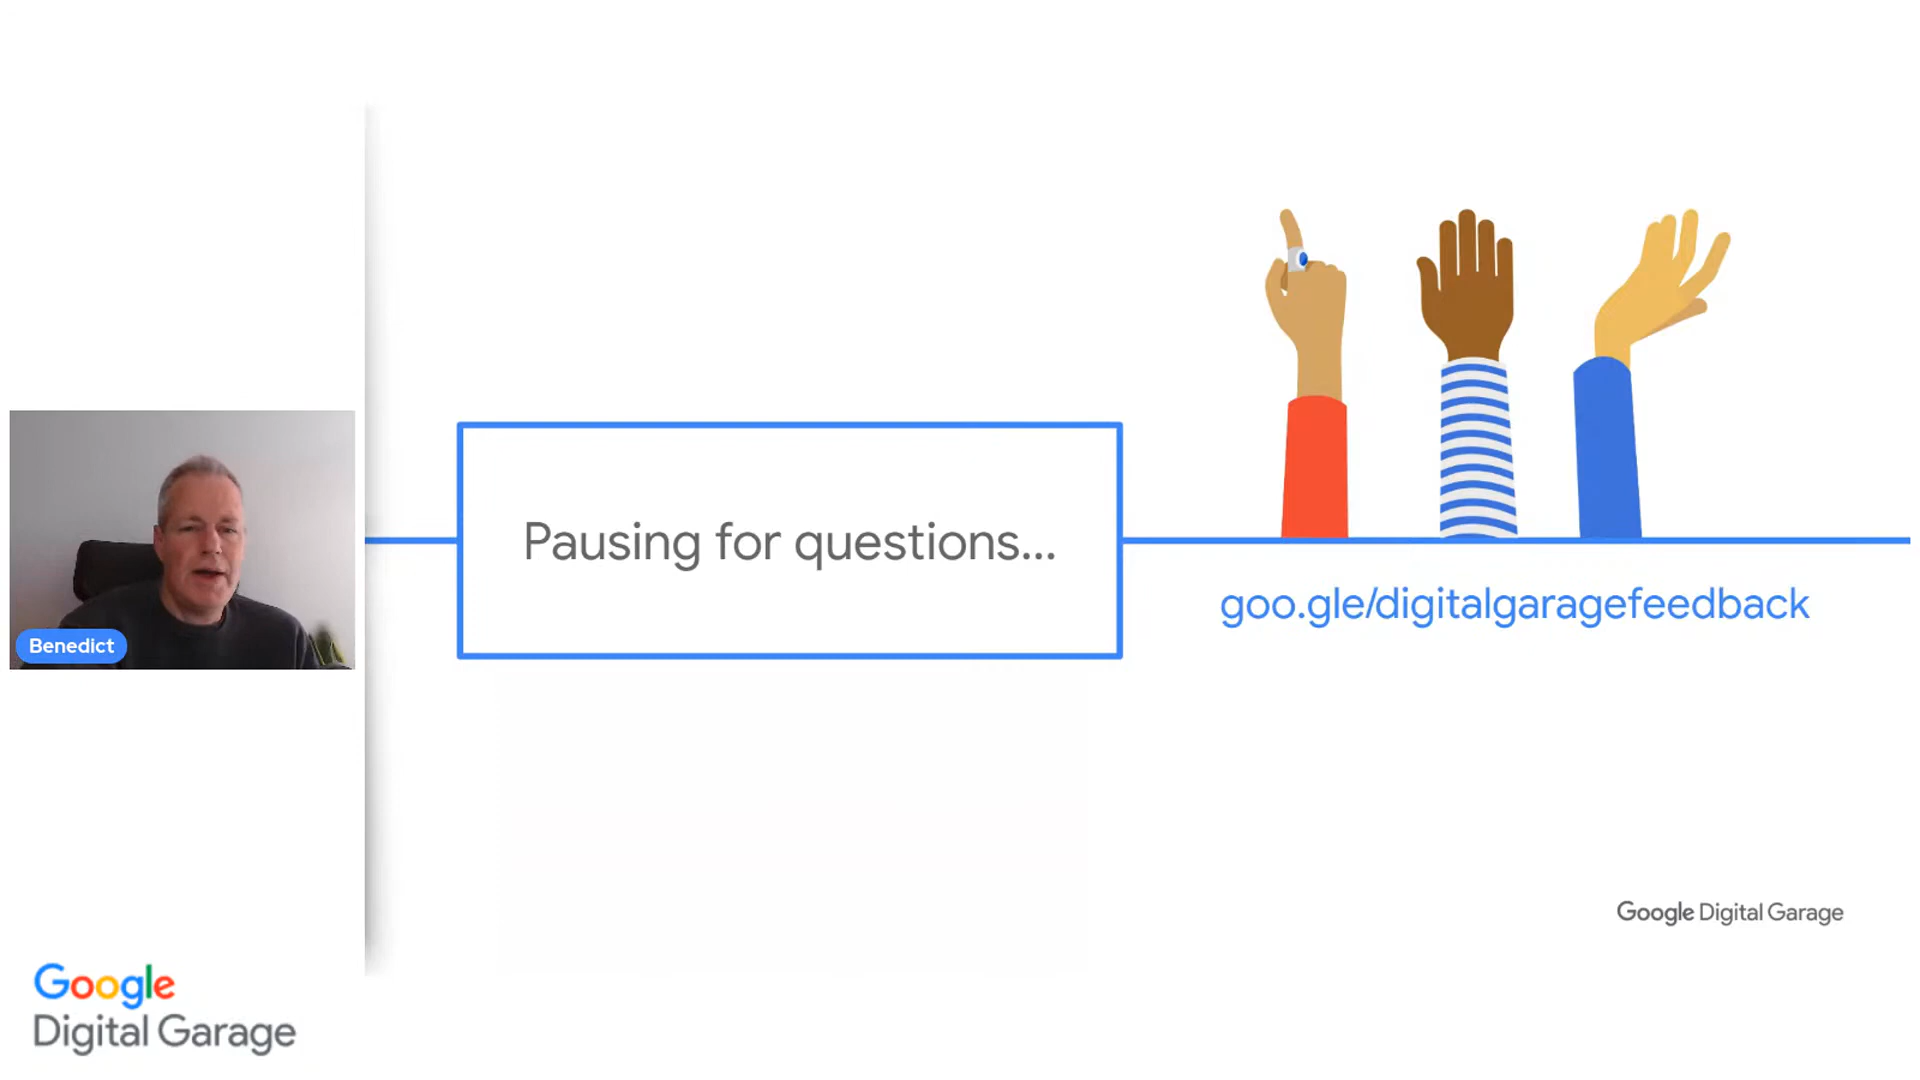 Benedict
Pausing for questions...
goo.gle/digitalgaragefeedback
Google Digital Garage
Google
Digital Garage